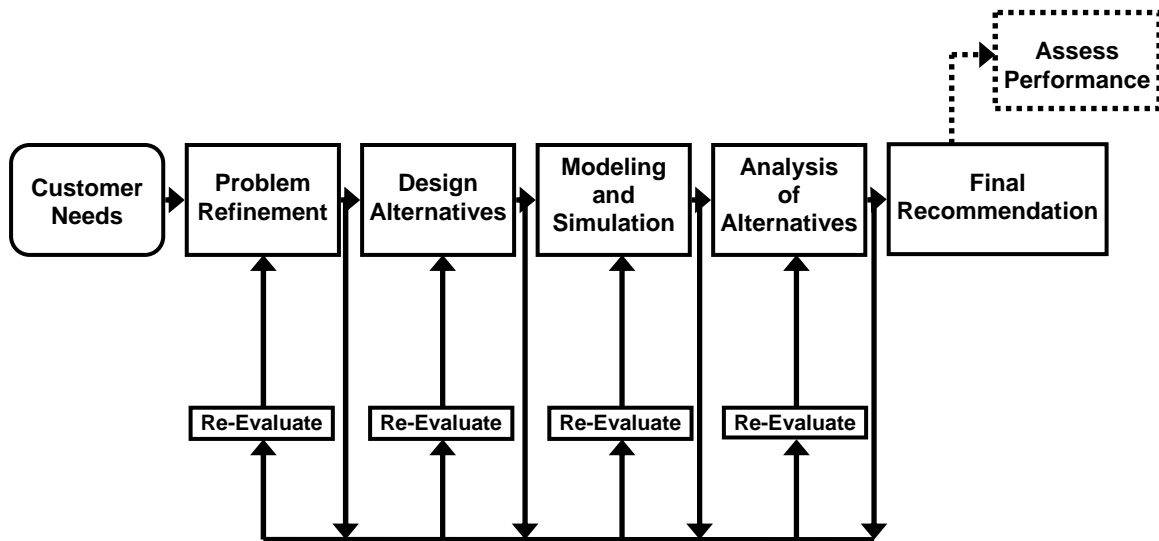 Assess
Performance
Customer
Needs
Problem
Refinement
Design
Alternatives
Modeling
and
Simulation
Analysis
of
Alternatives
Final
Recommendation
Re-Evaluate
Re-Evaluate
Re-Evaluate
Re-Evaluate